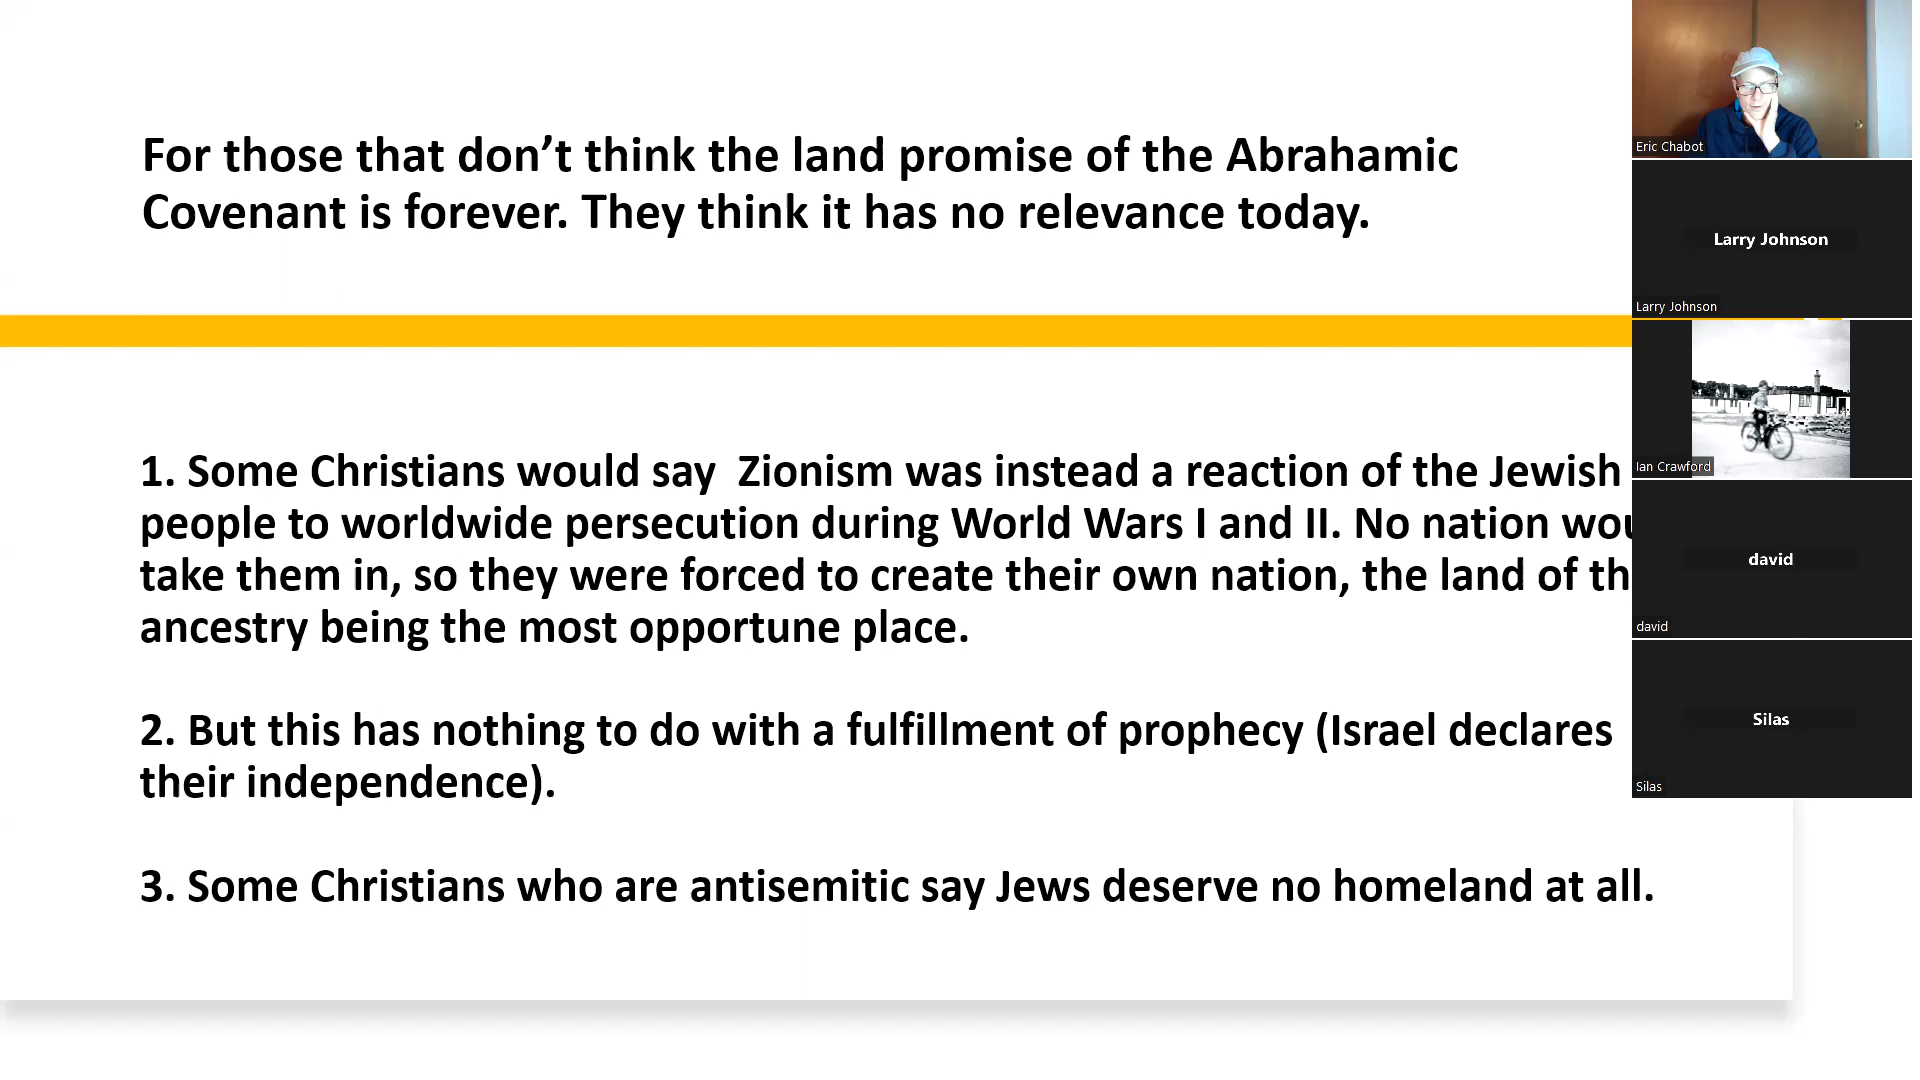 For those that don’t think the land promise of the Abrahamic
Covenant is forever. They think it has no relevance today.
1. Some Christians would say  Zionism was instead a reaction of the Jewish
people to worldwide persecution during World Wars I and II. No nation
take them in, so they were forced to create their own nation, the land of
ancestry being the most opportune place.
2. But this has nothing to do with a fulfillment of prophecy (Israel declares
their independence).
3. Some Christians who are antisemitic say Jews deserve no homeland at all.
Eric Chabot
Larry Johnson
Larry Johnson
Ian Crawford
david
david
Silas
Silas